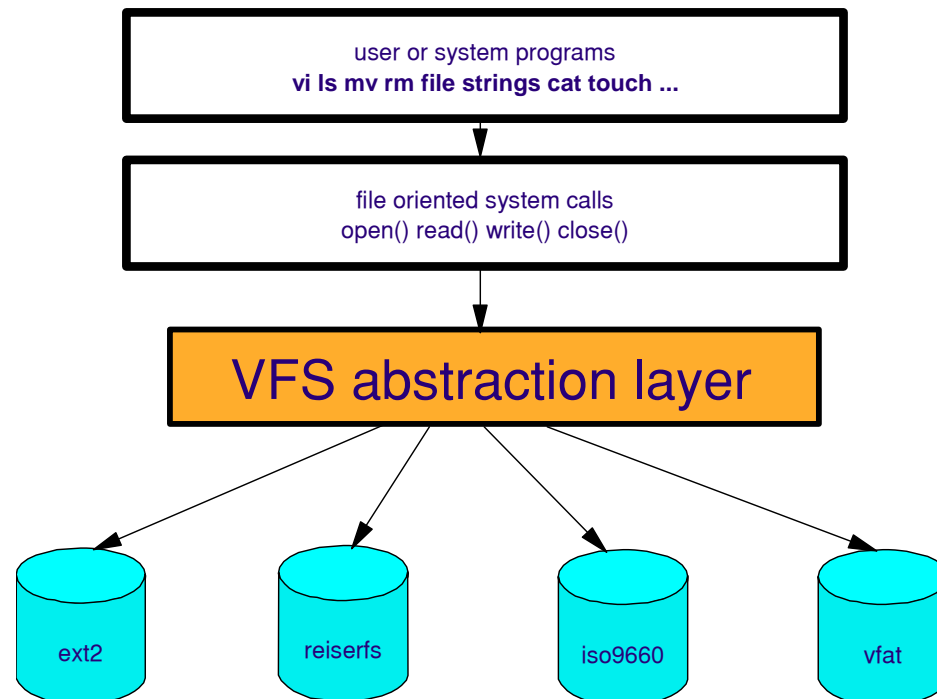 user or system programs
vi ls mv rm file strings cat touch ...
file oriented system calls
open() read() write() close()
VFS abstraction layer
ext2
reiserfs
iso9660
vfat